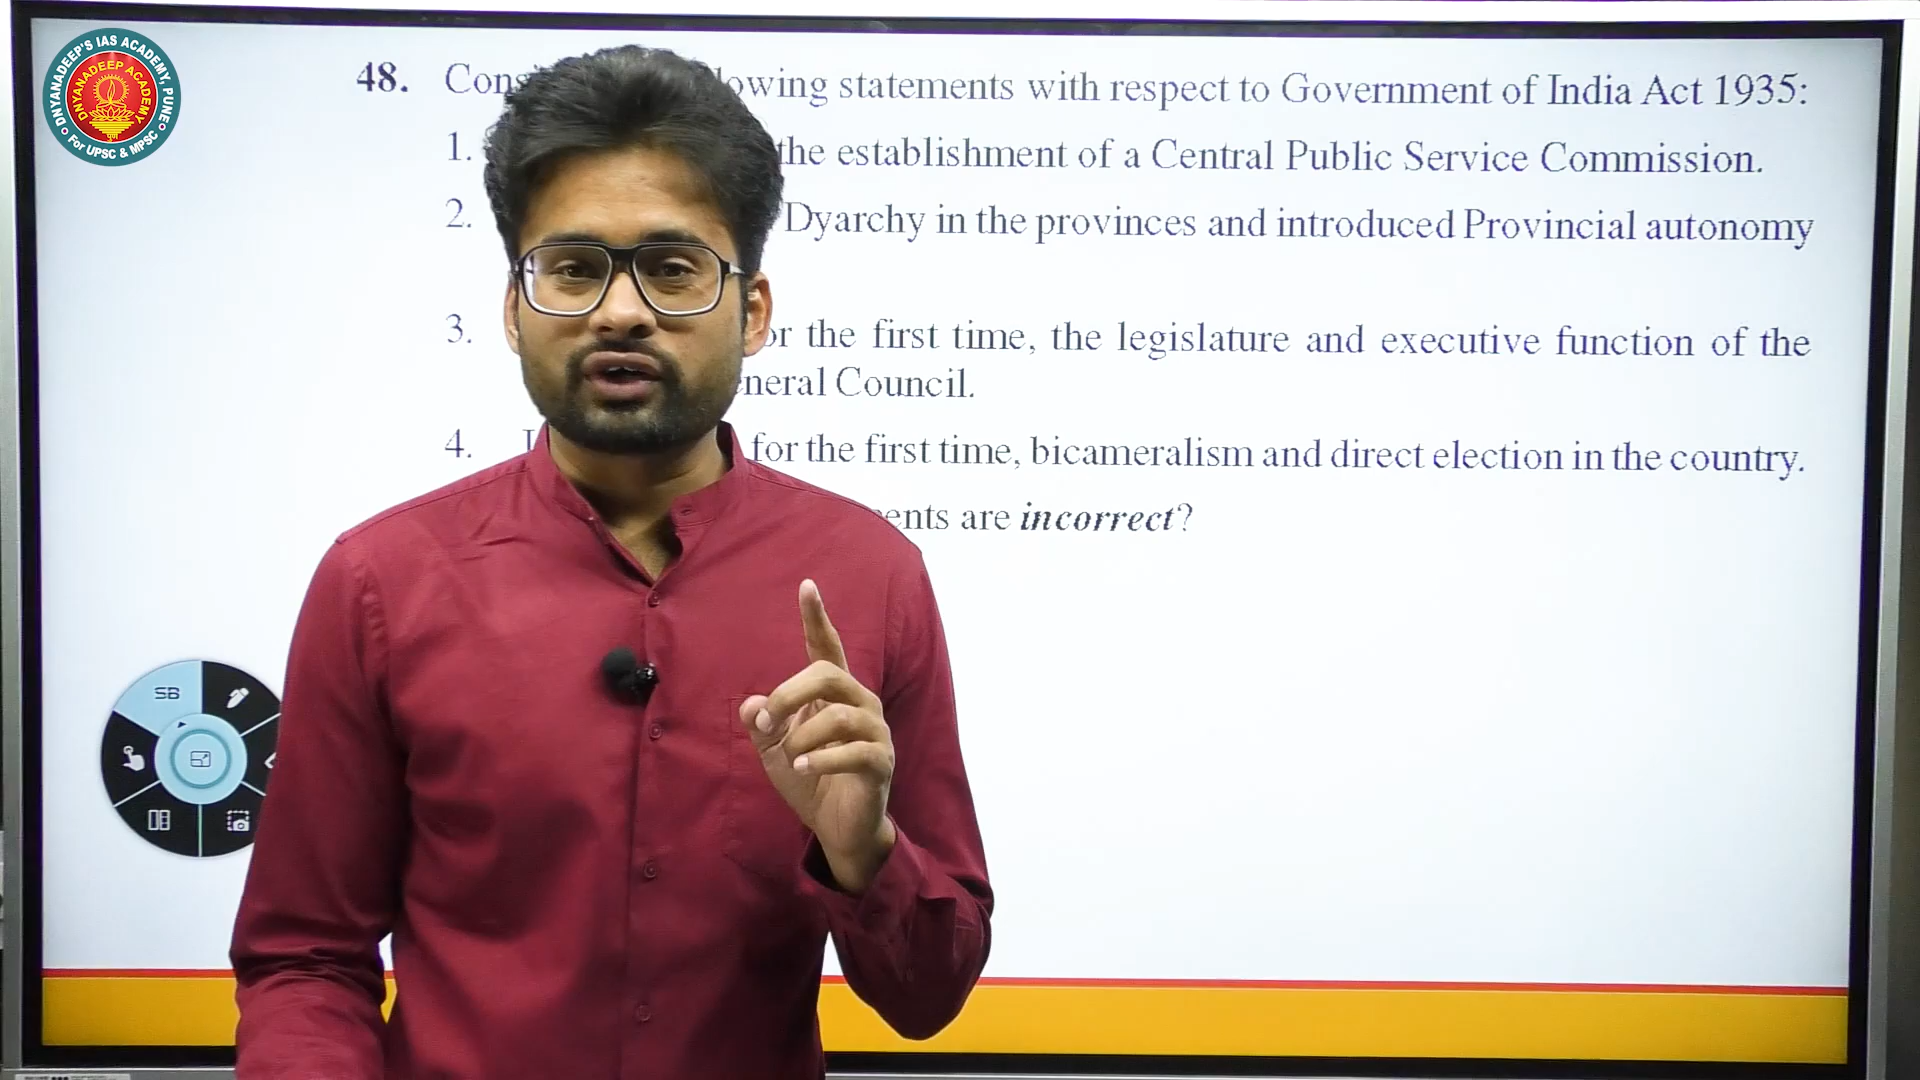 DNYANADEEP'S IAS ACADEMY, PUNE
DNYANADEEP ACADEMY
पुणे
For UPSC & MPSC
48. Con owing statements with respect to Government of India Act 1935:
1. the establishment of a Central Public Service Commission.
2. Dyarchy in the provinces and introduced Provincial autonomy
3. or the first time, the legislature and executive function of the
neral Council.
4. I for the first time, bicameralism and direct election in the country.
ents are incorrect?
SB